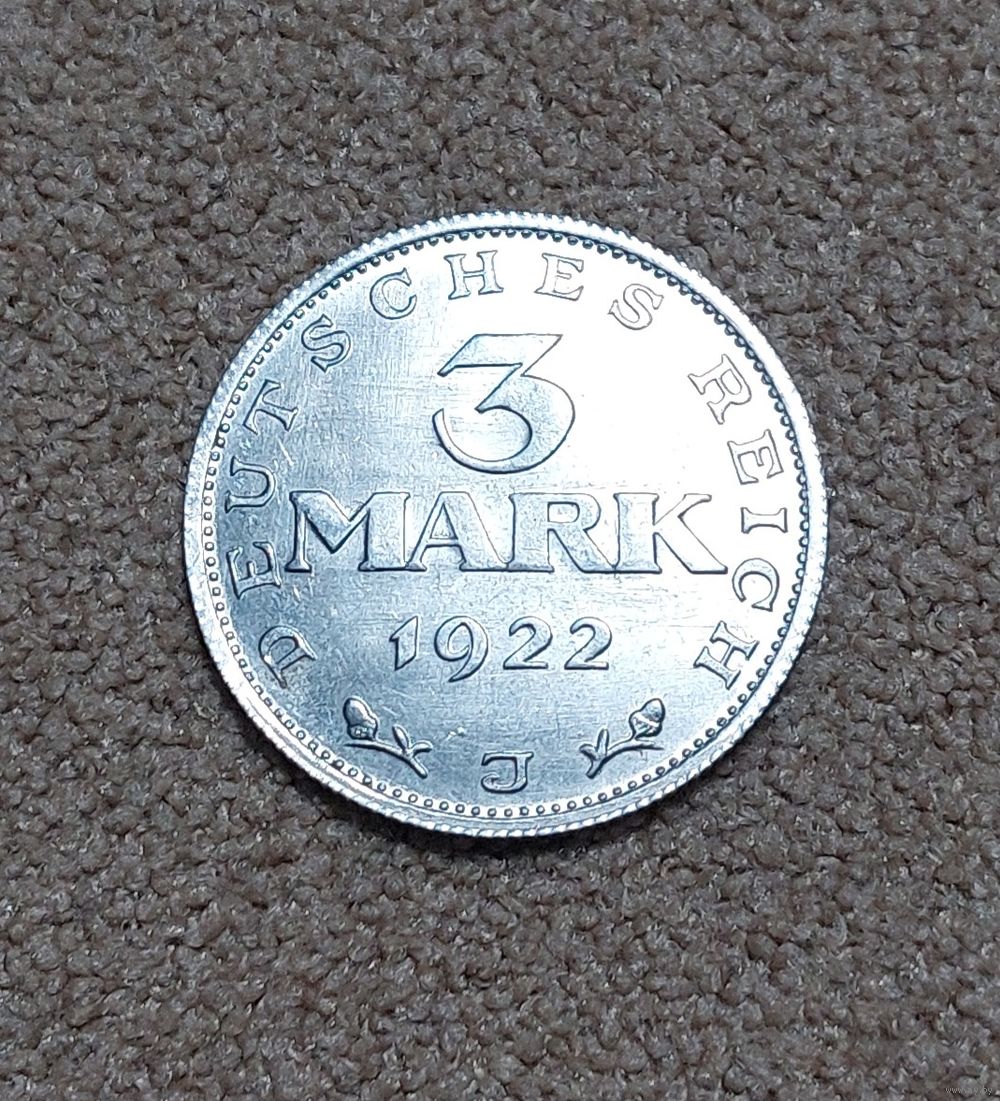 DEUTSCHES REICH
3
MARK
1922
J